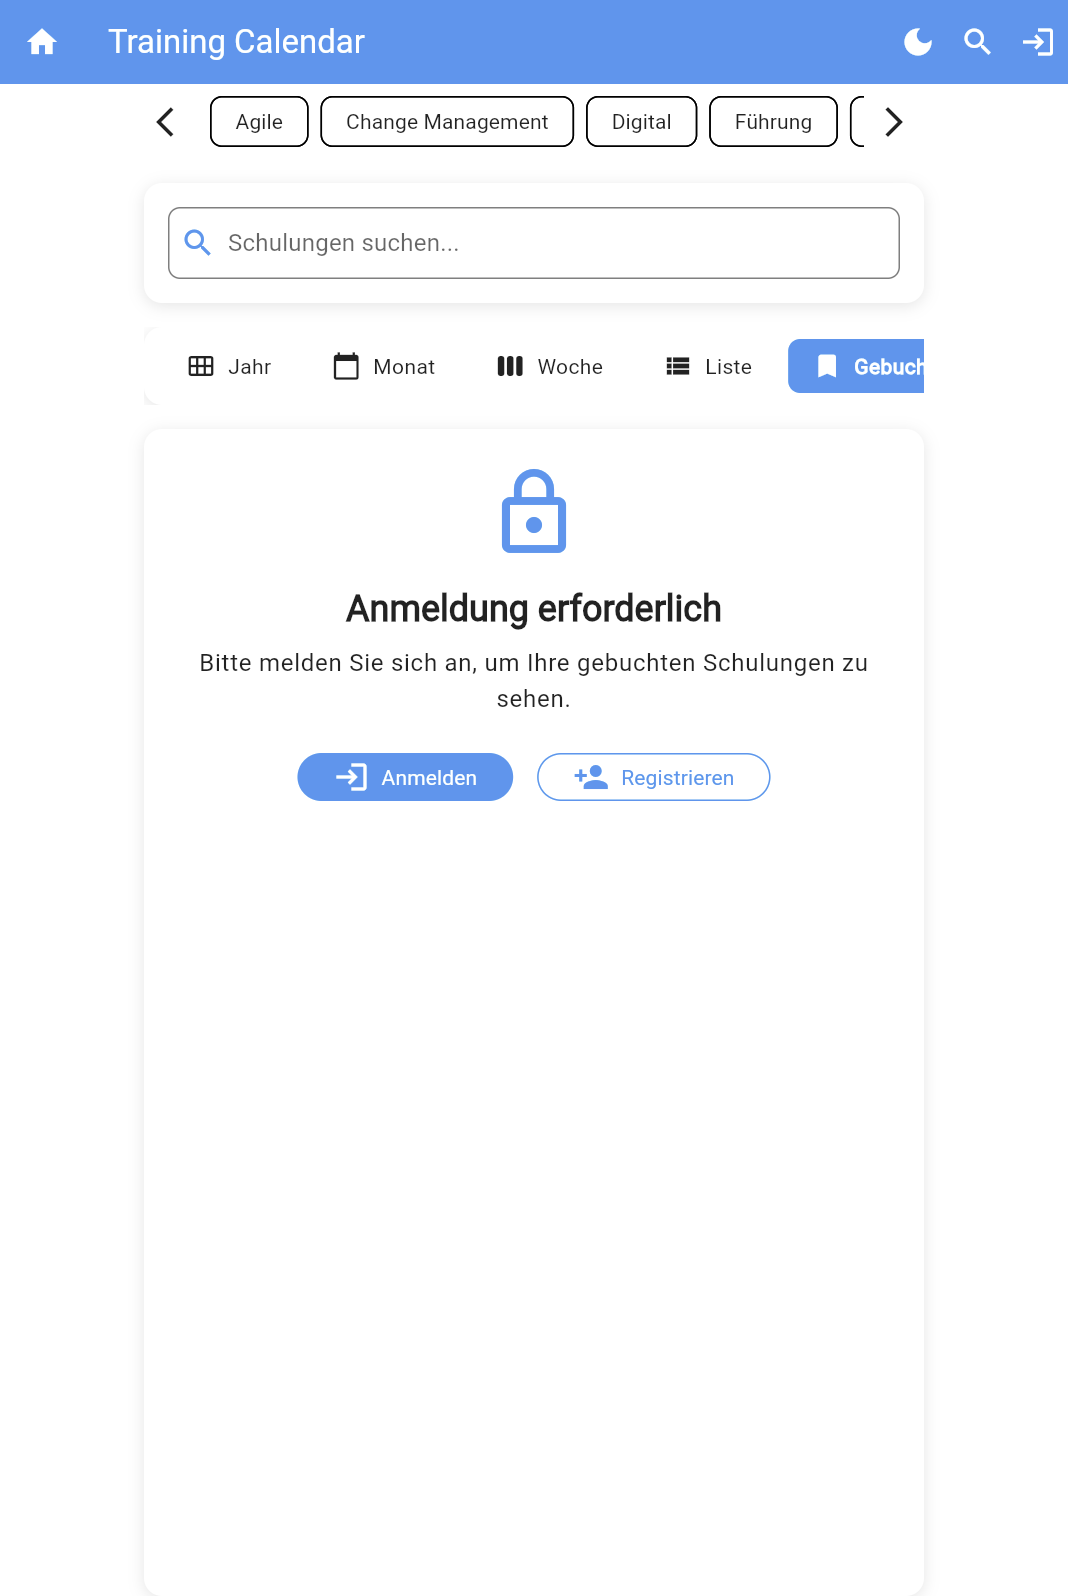 Training Calendar
Agile Change Management Digital Führung
Schulungen suchen...
Jahr Monat Woche Liste Gebuch
Anmeldung erforderlich
Bitte melden Sie sich an, um Ihre gebuchten Schulungen zu
sehen.
Anmelden Registrieren